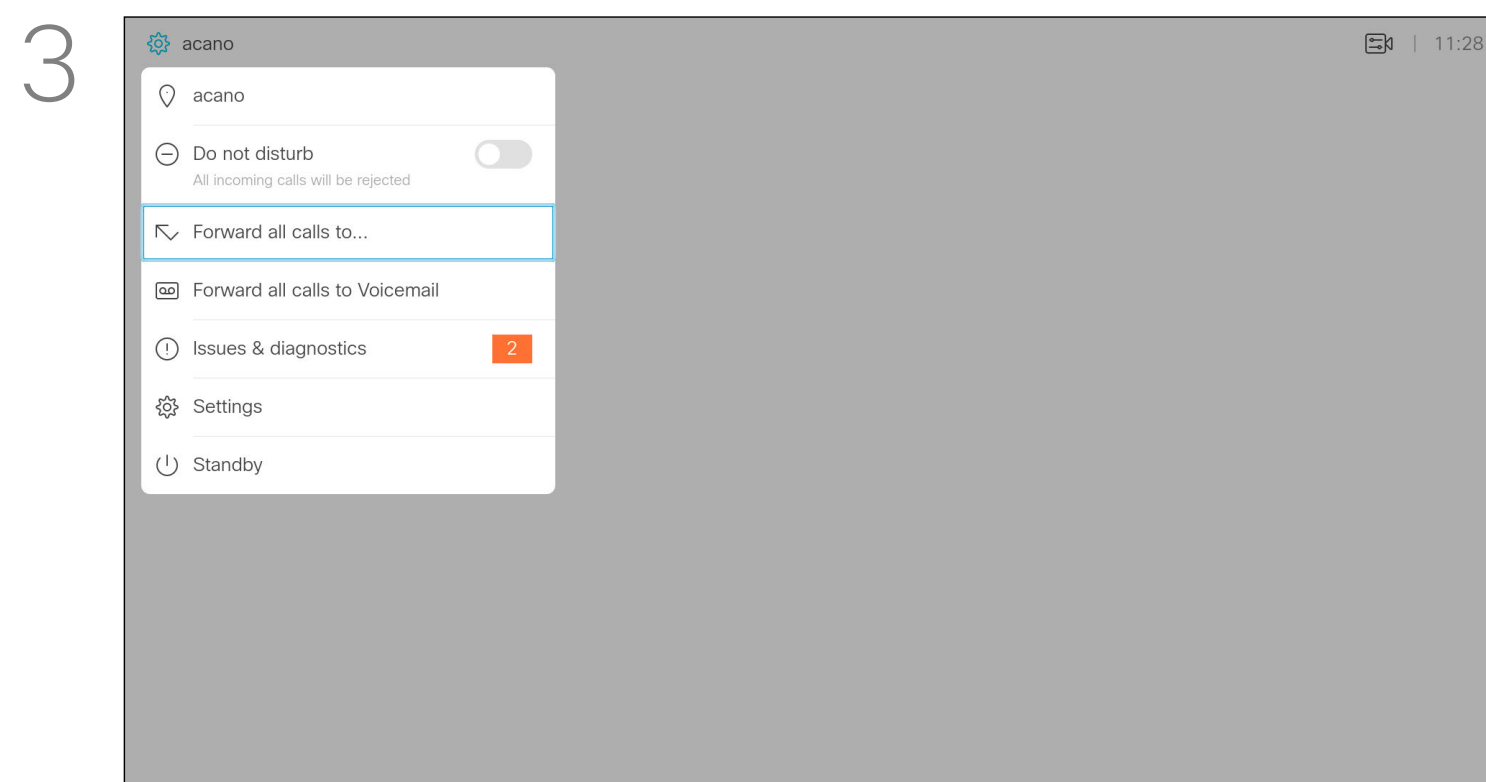 3
acano
11:28
acano
Do not disturb
All incoming calls will be rejected
Forward all calls to...
Forward all calls to Voicemail
Issues & diagnostics
2
Settings
Standby